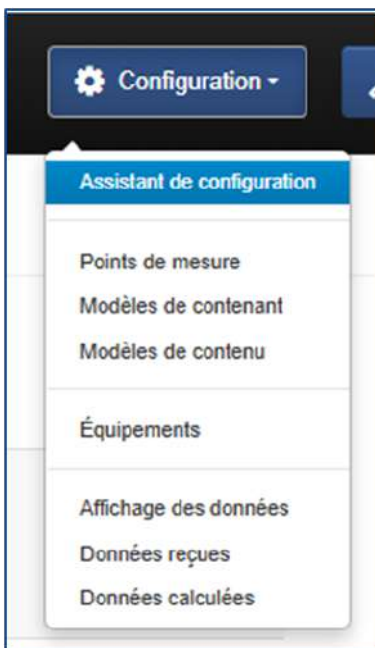 Configuration
Assistant de configuration
Points de mesure
Modèles de contenant
Modèles de contenu
Équipements
Affichage des données
Données reçues
Données calculées